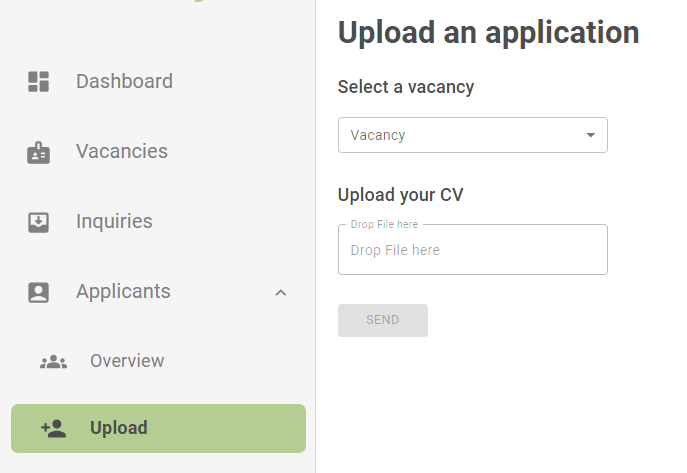 Dashboard
Vacancies
Inquiries
Applicants
Overview
Upload
Upload an application
Select a vacancy
Vacancy
Upload your CV
Drop File here
Drop File here
SEND